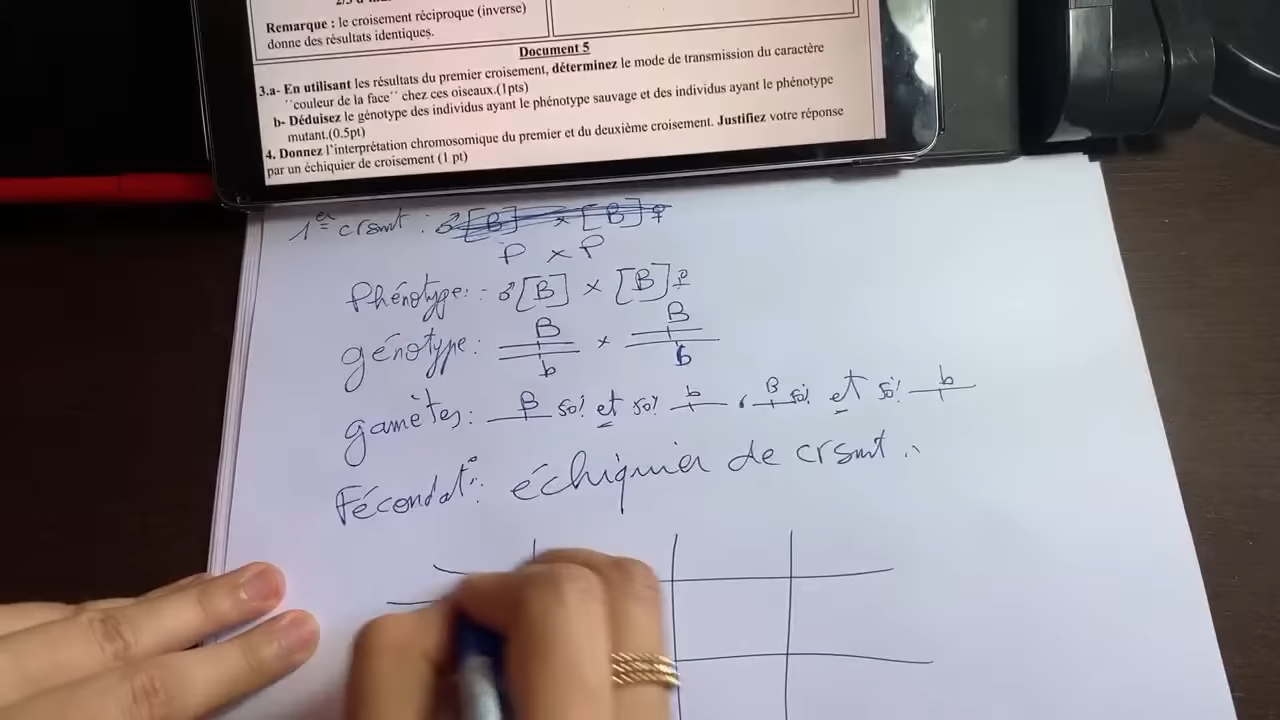 Remarque : le croisement réciproque (inverse)
donne des résultats identiques.
Document 5
3.a- En utilisant les résultats du premier croisement, déterminez le mode de transmission du caractère
''couleur de la face'' chez ces oiseaux.(1pts)
b- Déduisez le génotype des individus ayant le phénotype sauvage et des individus ayant le phénotype
mutant.(0.5pt)
4. Donnez l'interprétation chromosomique du premier et du deuxième croisement. Justifiez votre réponse
par un échiquier de croisement (1 pt)
1er crsmt : ♂[B] x [B]♀
P x P
Phénotype: ♂[B] x [B]♀
B B
génotype: x
b b
gamètes: B 50% et 50% b , B 50% et 50% b
Fécondat°: échiquier de crsmt :